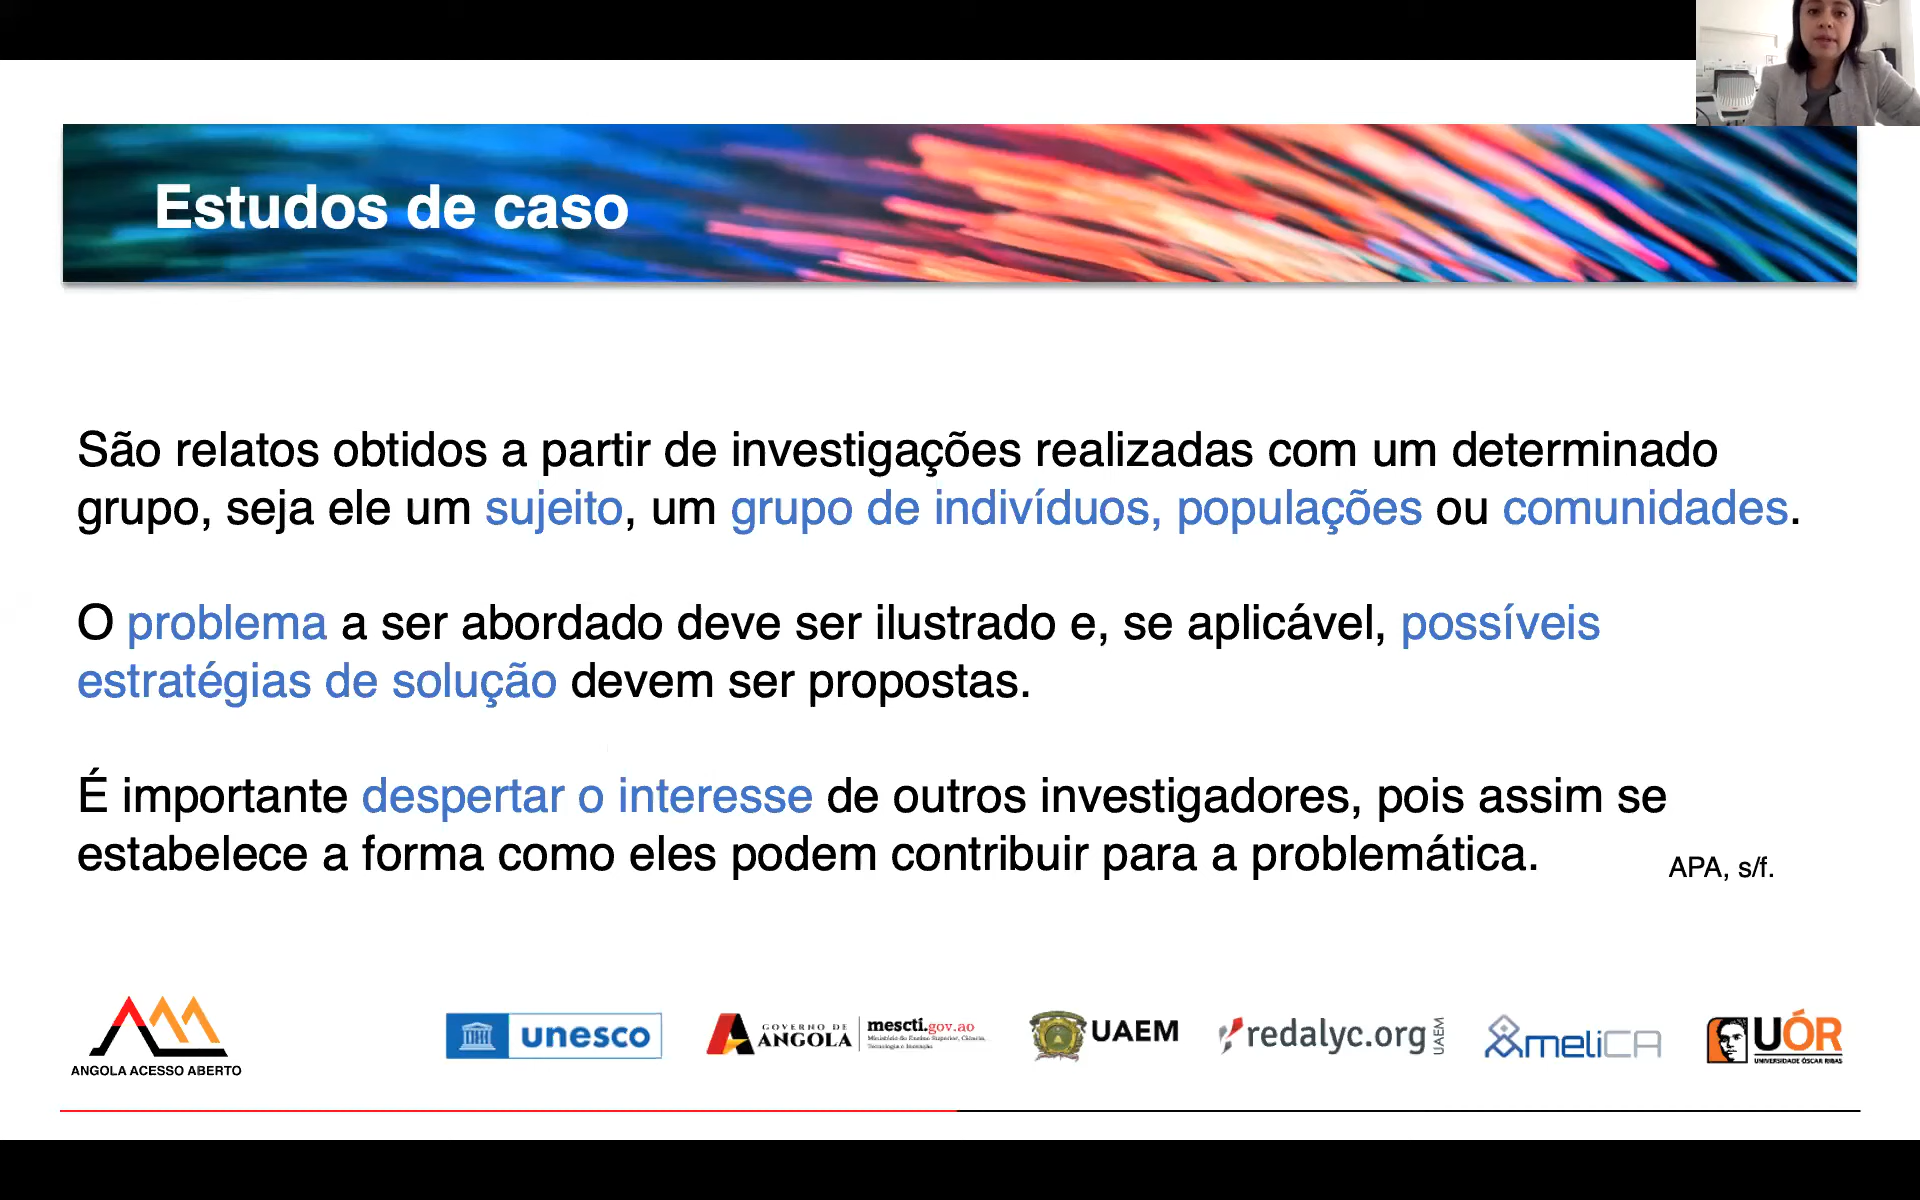 Estudos de caso
São relatos obtidos a partir de investigações realizadas com um determinado
grupo, seja ele um sujeito, um grupo de indivíduos, populações ou comunidades.
O problema a ser abordado deve ser ilustrado e, se aplicável, possíveis
estratégias de solução devem ser propostas.
É importante despertar o interesse de outros investigadores, pois assim se
estabelece a forma como eles podem contribuir para a problemática.
APA, s/f.
ANGOLA ACESSO ABERTO
unesco
GOVERNO DE
ANGOLA
mescti.gov.ao
Ministério do Ensino Superior, Ciência,
Tecnologia e Inovação
UAEM
redalyc.org
UAEM
meliCA
UÓR
UNIVERSIDADE ÓSCAR RIBAS